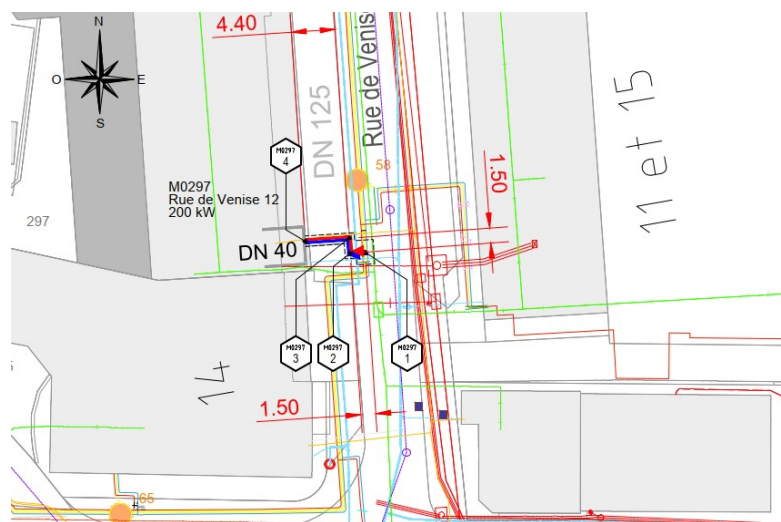 4.40
N
O
E
S
DN 125
Rue de Venis
11 et 15
M0297
4
58
1.50
M0297
Rue de Venise 12
200 kW
297
DN 40
M0297
3
M0297
2
M0297
1
14
1.50
65